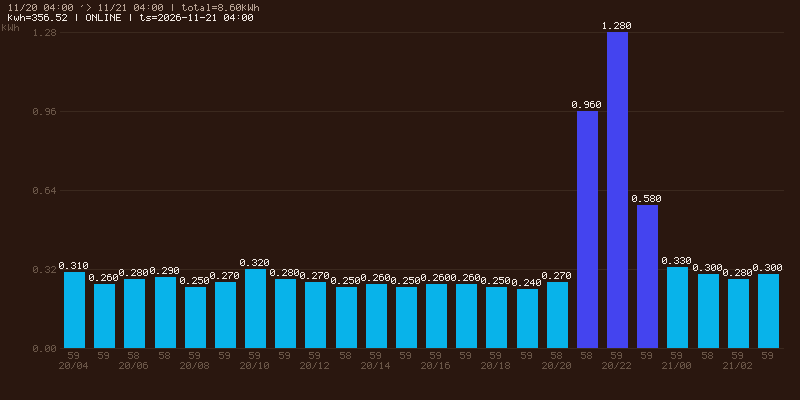 11/20 04:00 -> 11/21 04:00 | total=8.60kWh
Kwh=356.52 | ONLINE | ts=2026-11-21 04:00
kWh
1.28
0.96
0.64
0.32
0.00
0.310 0.260 0.280 0.290 0.250 0.270 0.320 0.280 0.270 0.250 0.260 0.250 0.260 0.260 0.250 0.240 0.270 0.960 1.280 0.580 0.330 0.300 0.280 0.300
59 59 58 58 59 59 59 59 59 58 59 59 59 59 59 59 59 58 59 59 59 58 59 59
20/04 20/06 20/08 20/10 20/12 20/14 20/16 20/18 20/20 20/22 21/00 21/02